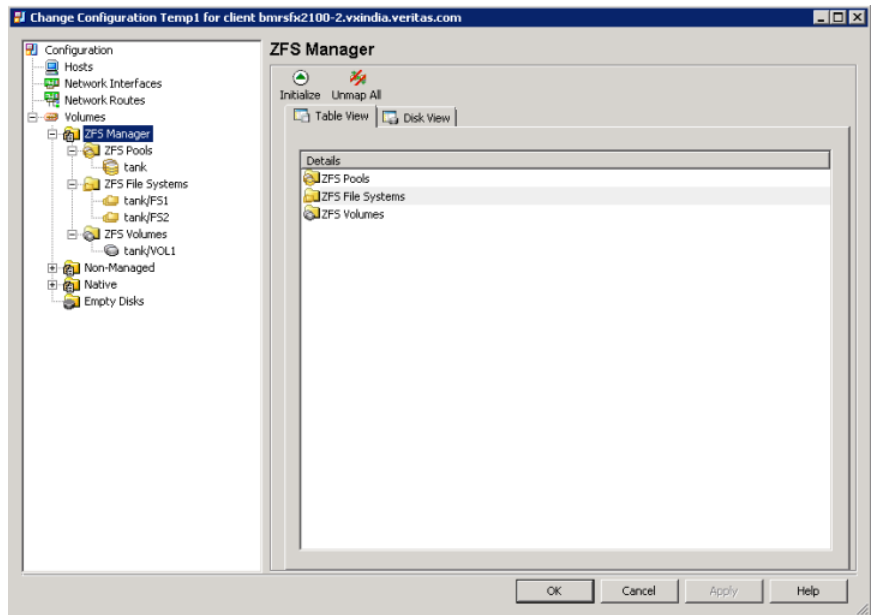 Change Configuration Temp1 for client bmrsfx2100-2.vxindia.veritas.com
Configuration
Hosts
Network Interfaces
Network Routes
Volumes
ZFS Manager
ZFS Pools
tank
ZFS File Systems
tank/FS1
tank/FS2
ZFS Volumes
tank/VOL1
Non-Managed
Native
Empty Disks
ZFS Manager
Initialize Unmap All
Table View Disk View
Details
ZFS Pools
ZFS File Systems
ZFS Volumes
OK Cancel Apply Help